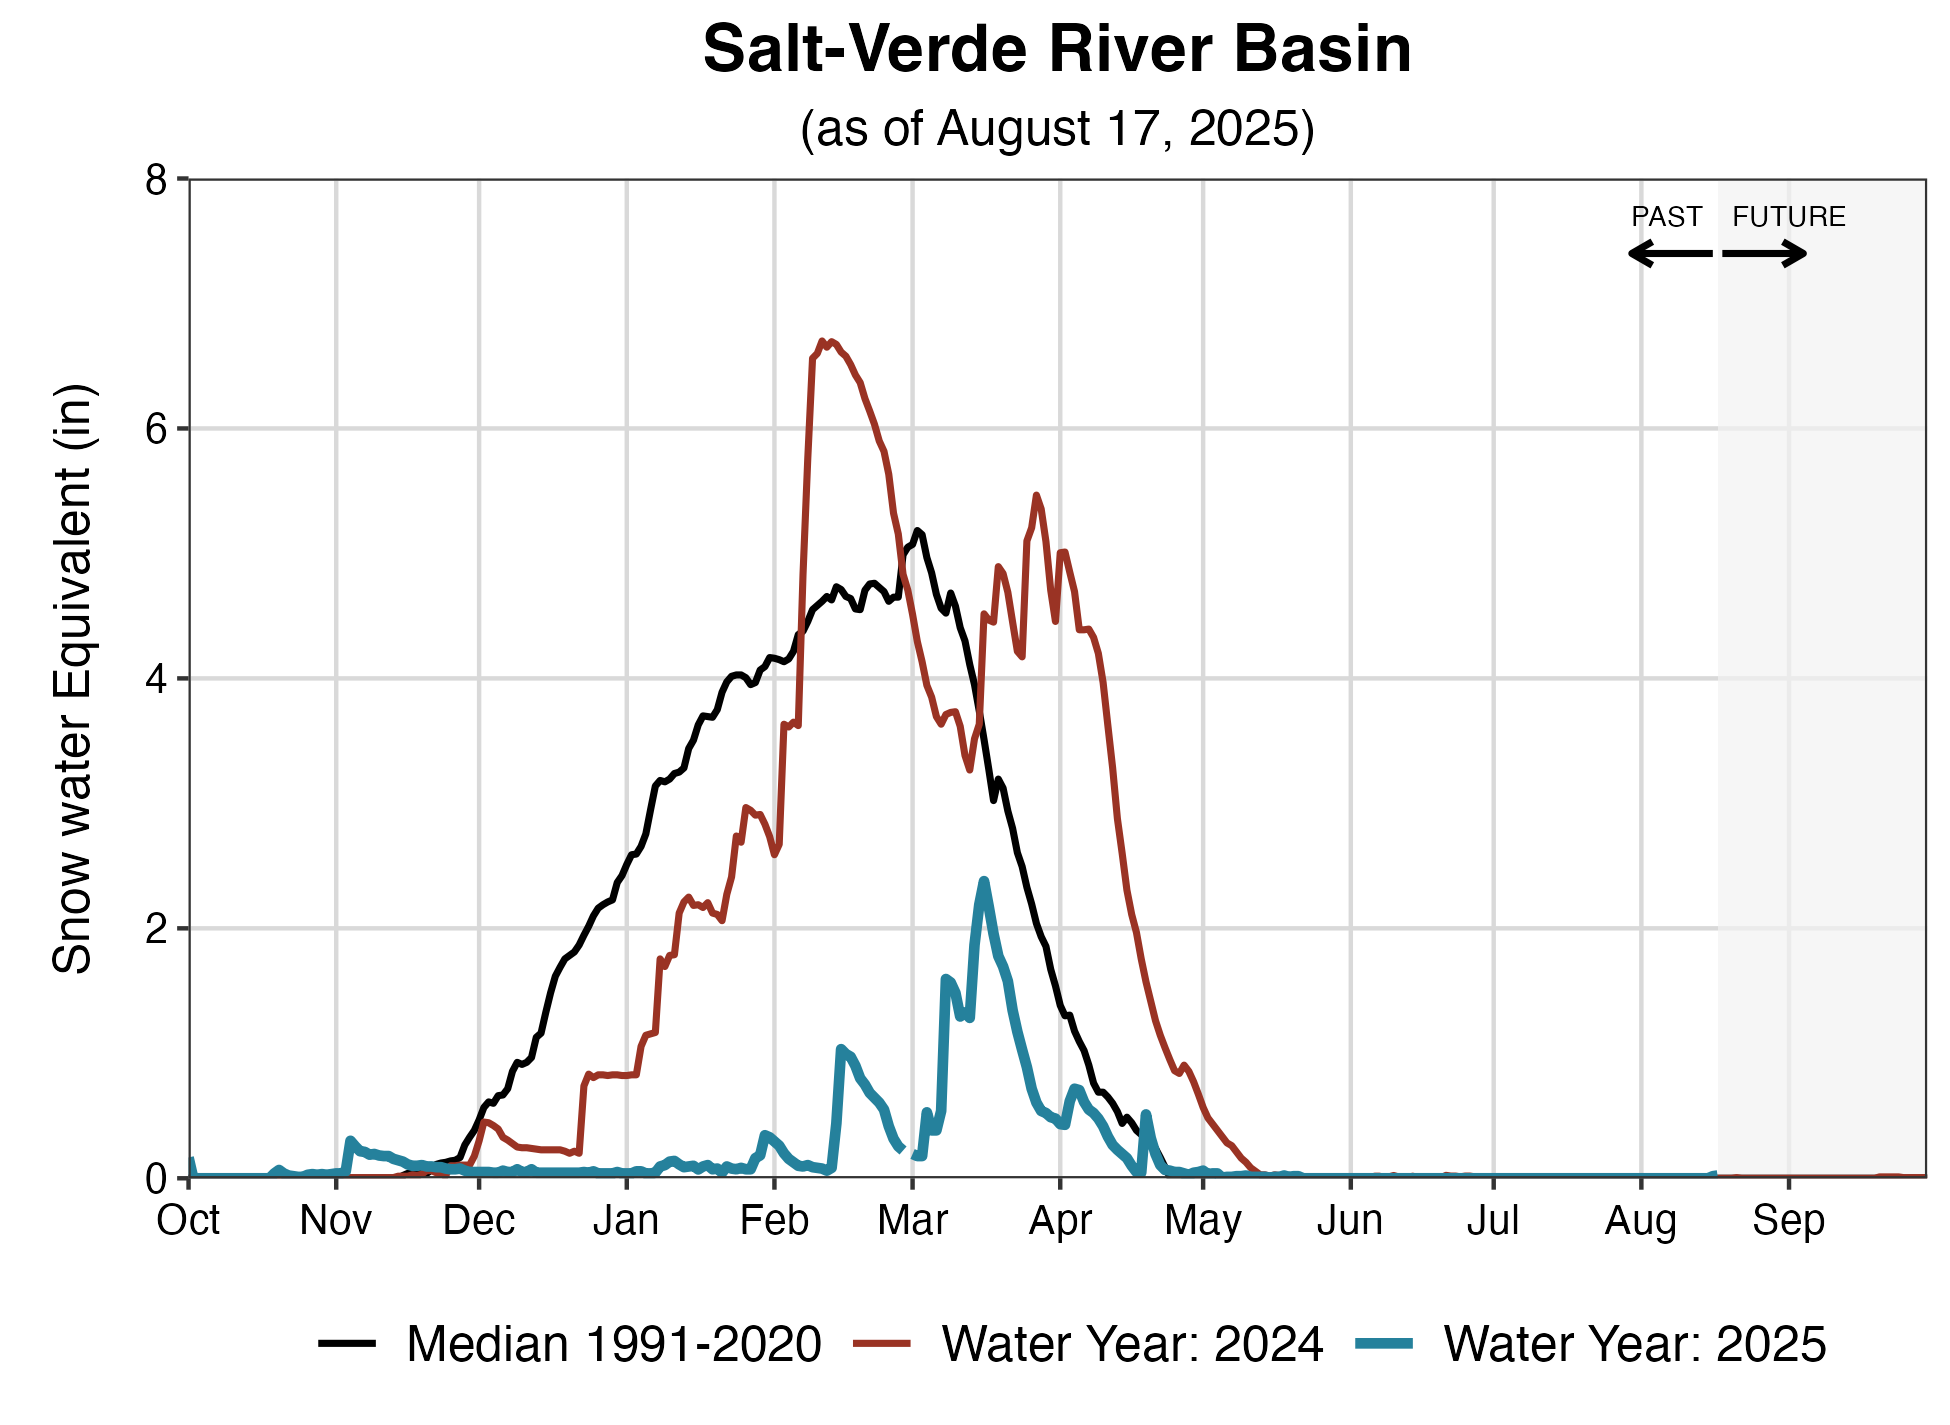 Salt-Verde River Basin
(as of August 17, 2025)
Snow water Equivalent (in)
8
6
4
2
0
PAST FUTURE
Oct Nov Dec Jan Feb Mar Apr May Jun Jul Aug Sep
Median 1991-2020 Water Year: 2024 Water Year: 2025